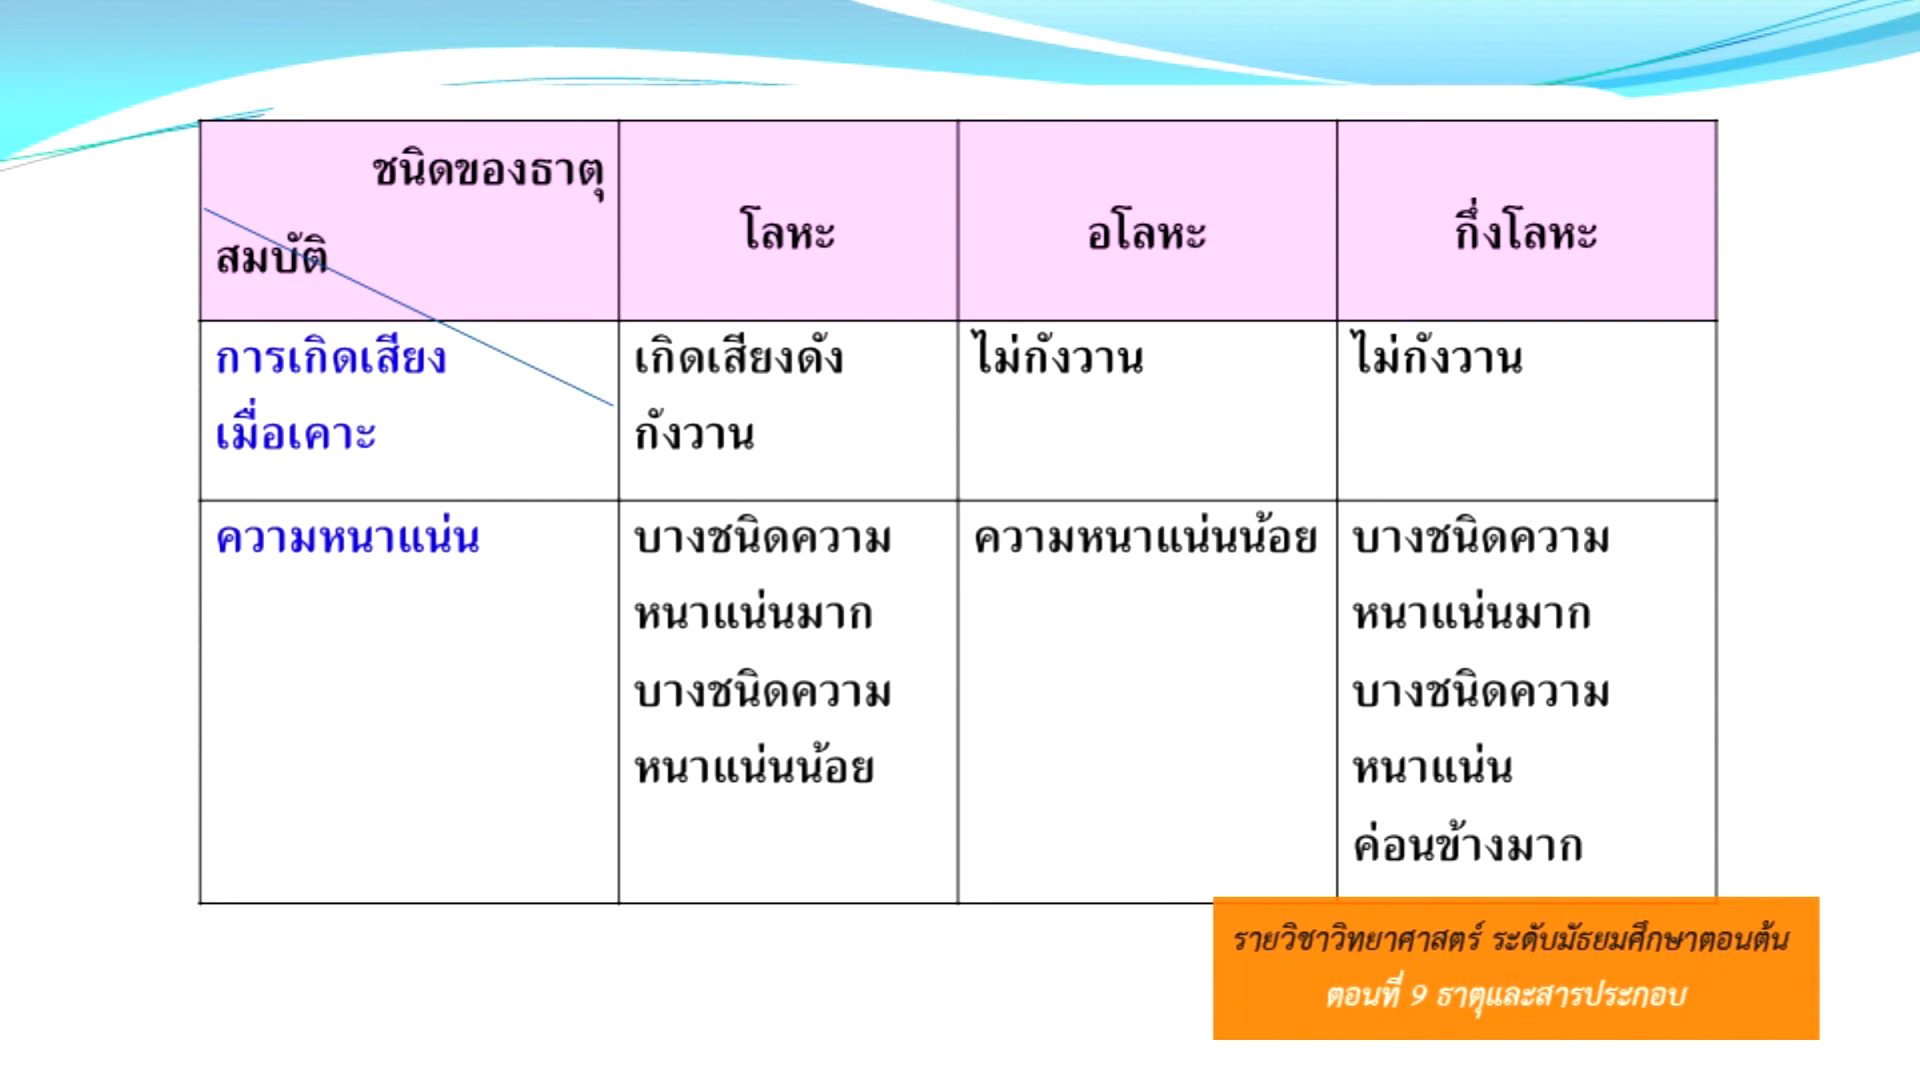 ชนิดของธาตุ
สมบัติ
โลหะ
อโลหะ
กึ่งโลหะ
การเกิดเสียง
เมื่อเคาะ
เกิดเสียงดัง
กังวาน
ไม่กังวาน
ไม่กังวาน
ความหนาแน่น
บางชนิดความ
หนาแน่นมาก
บางชนิดความ
หนาแน่นน้อย
ความหนาแน่นน้อย
บางชนิดความ
หนาแน่นมาก
บางชนิดความ
หนาแน่น
ค่อนข้างมาก
รายวิชาวิทยาศาสตร์ ระดับมัธยมศึกษาตอนต้น
ตอนที่ 9 ธาตุและสารประกอบ